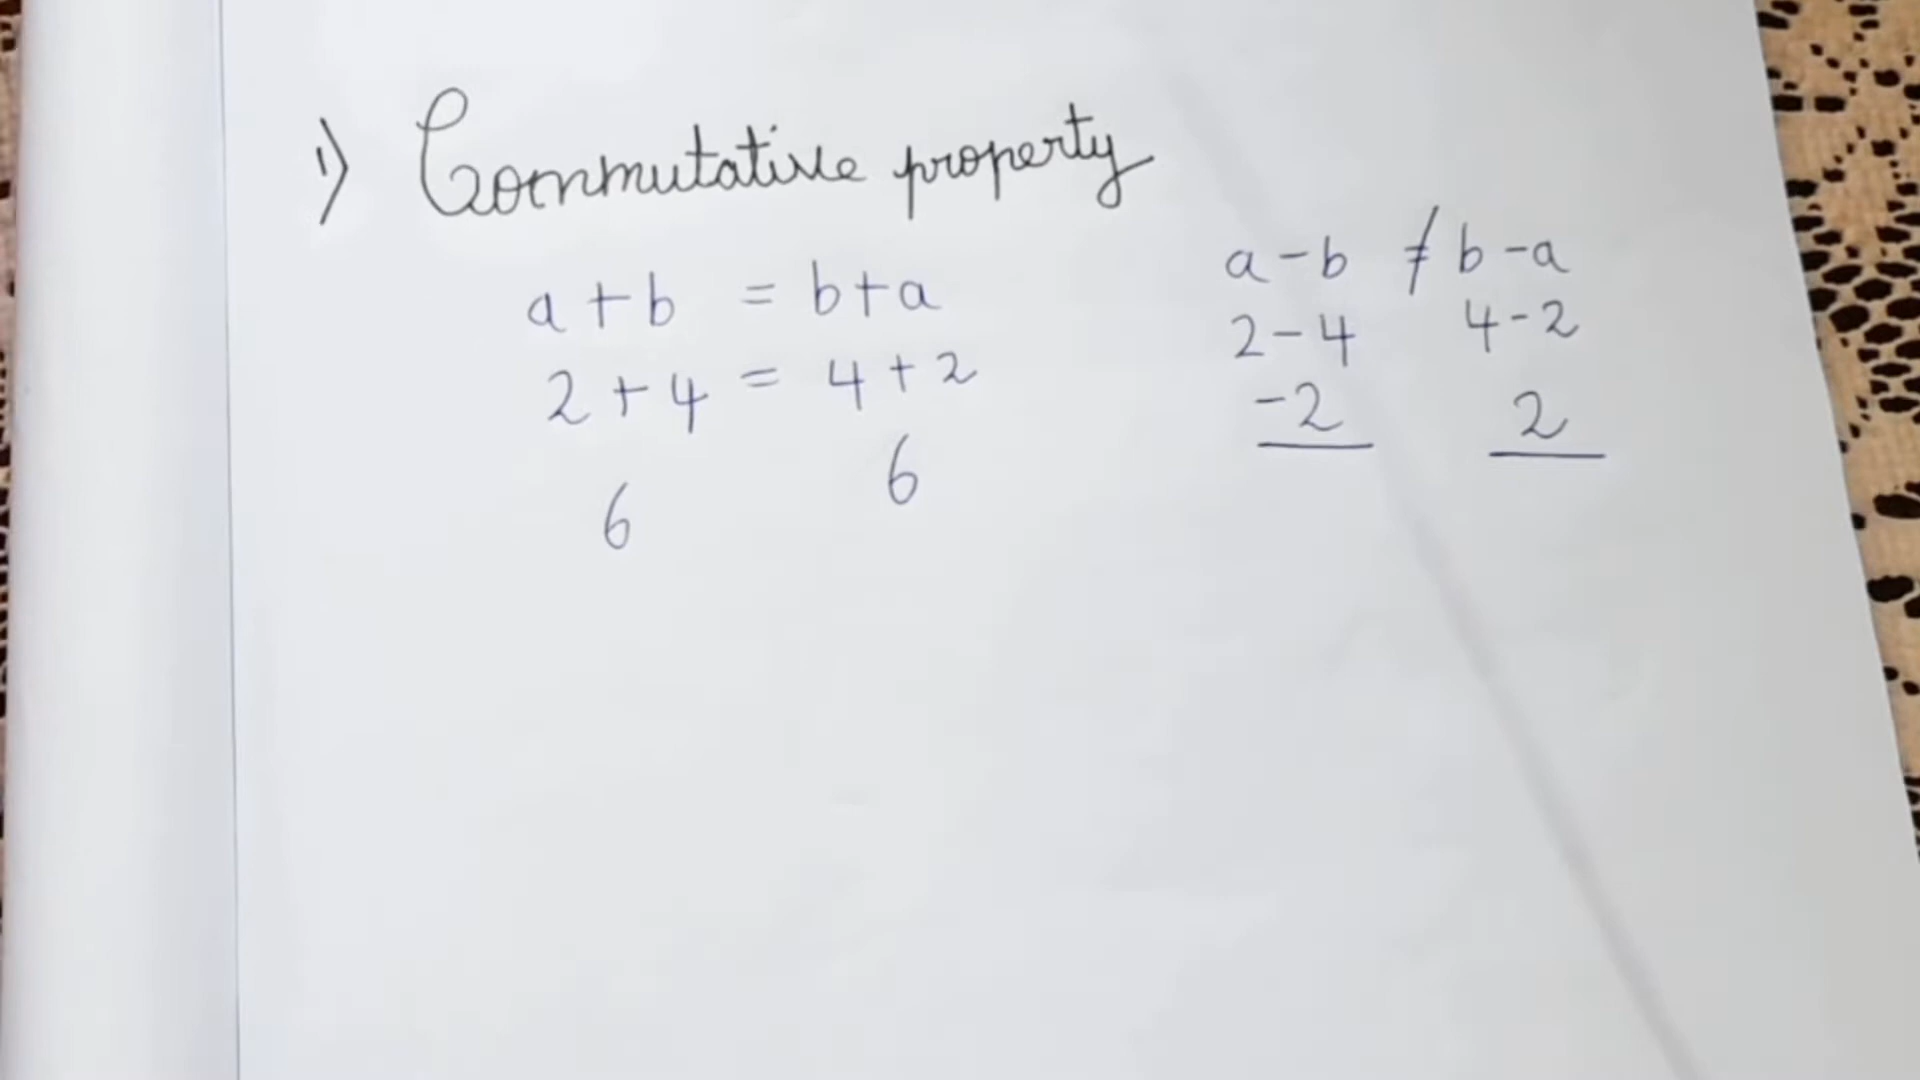 1) Commutative property
a + b = b + a
2 + 4 = 4 + 2
6 6
a - b ≠ b - a
2 - 4 4 - 2
-2 2